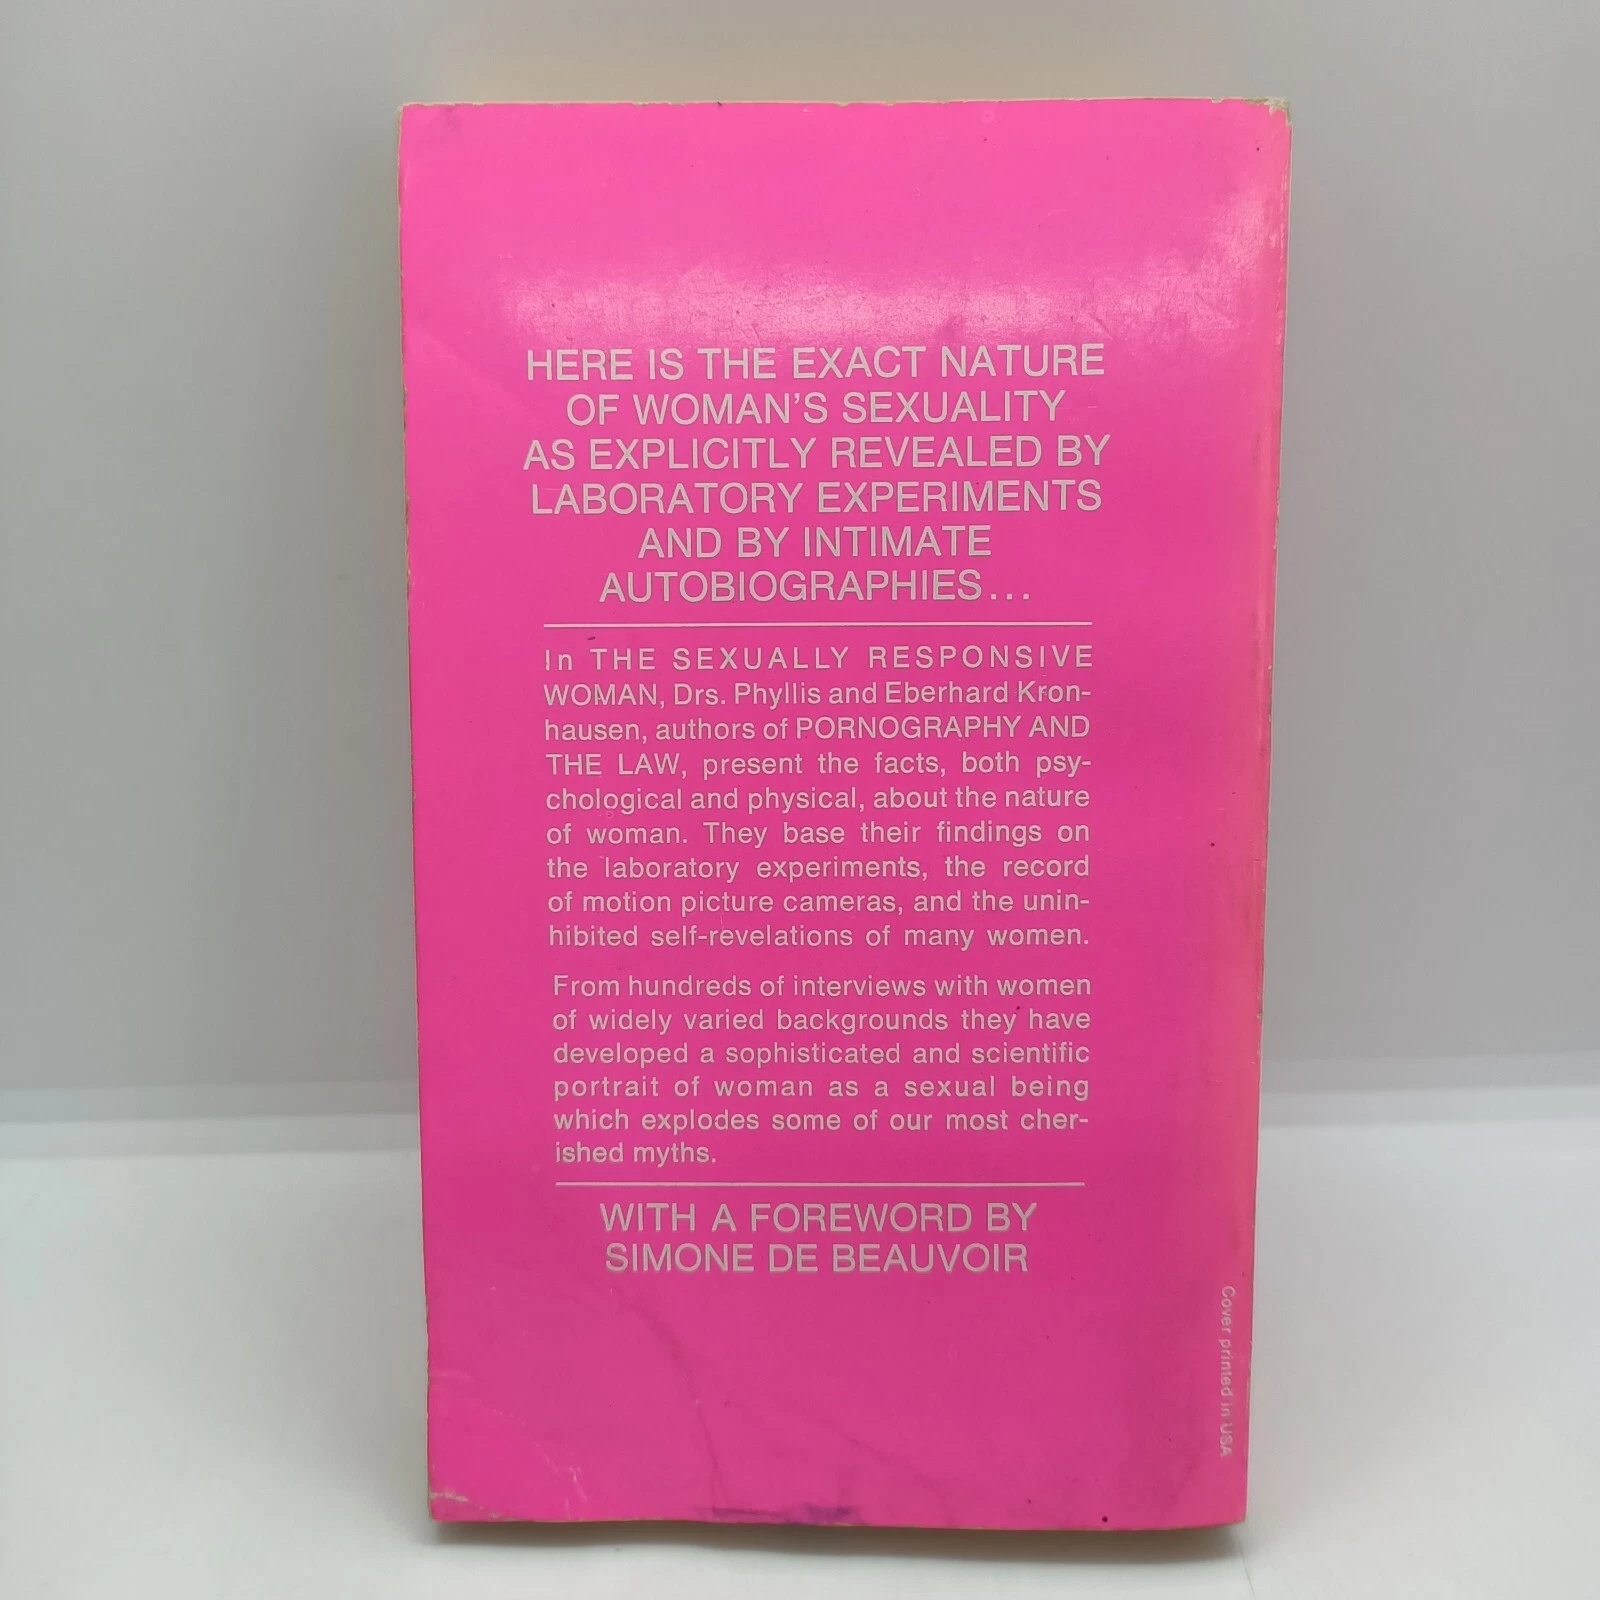 HERE IS THE EXACT NATURE
OF WOMAN'S SEXUALITY
AS EXPLICITLY REVEALED BY
LABORATORY EXPERIMENTS
AND BY INTIMATE
AUTOBIOGRAPHIES...
In THE SEXUALLY RESPONSIVE
WOMAN, Drs. Phyllis and Eberhard Kron-
hausen, authors of PORNOGRAPHY AND
THE LAW, present the facts, both psy-
chological and physical, about the nature
of woman. They base their findings on
the laboratory experiments, the record
of motion picture cameras, and the unin-
hibited self-revelations of many women.
From hundreds of interviews with women
of widely varied backgrounds they have
developed a sophisticated and scientific
portrait of woman as a sexual being
which explodes some of our most cher-
ished myths.
WITH A FOREWORD BY
SIMONE DE BEAUVOIR
Cover printed in USA